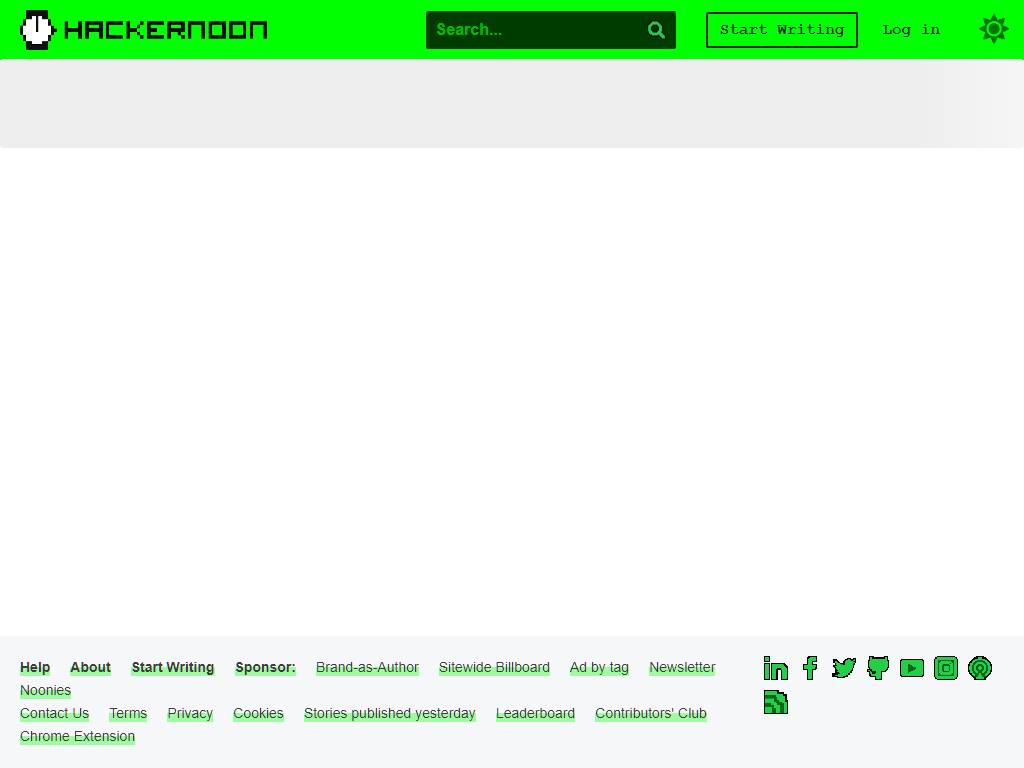 HACKERNOON
Search...
Start Writing
Log in
Help About Start Writing Sponsor: Brand-as-Author Sitewide Billboard Ad by tag Newsletter
Noonies
Contact Us Terms Privacy Cookies Stories published yesterday Leaderboard Contributors' Club
Chrome Extension